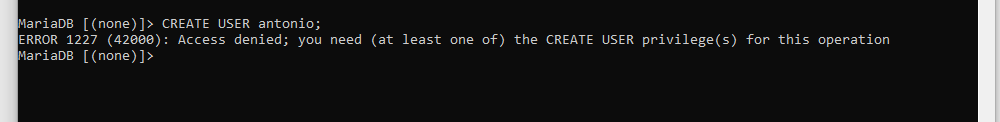 MariaDB [(none)]> CREATE USER antonio;
ERROR 1227 (42000): Access denied; you need (at least one of) the CREATE USER privilege(s) for this operation
MariaDB [(none)]>